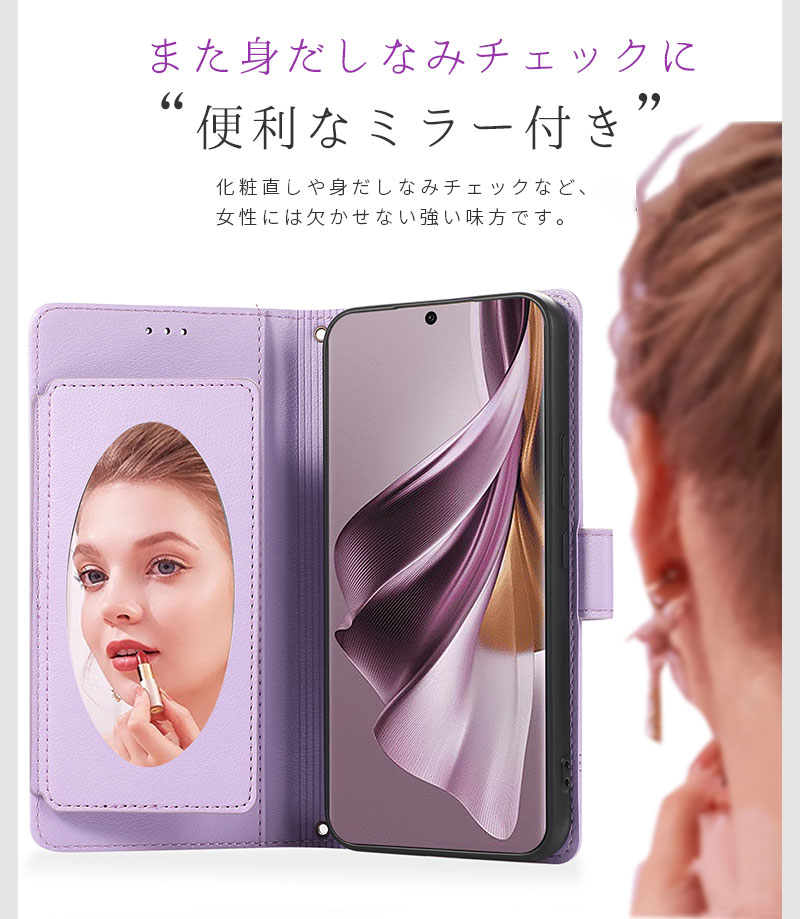 また身だしなみチェックに
“便利なミラー付き”
化粧直しや身だしなみチェックなど、
女性には欠かせない強い味方です。